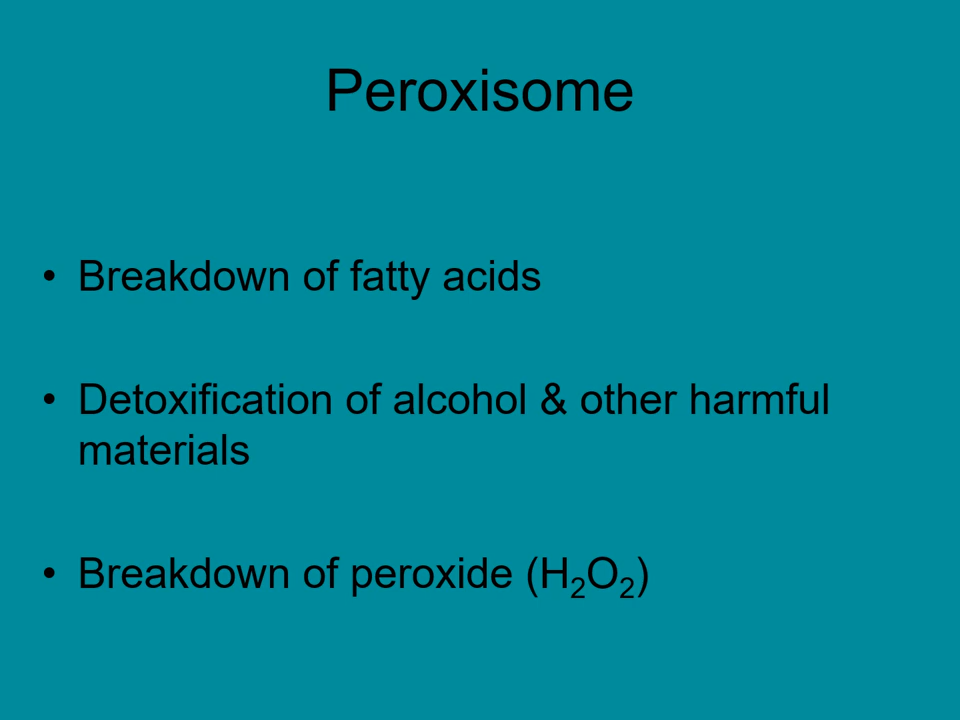 Peroxisome
• Breakdown of fatty acids
• Detoxification of alcohol & other harmful
materials
• Breakdown of peroxide (H₂O₂)